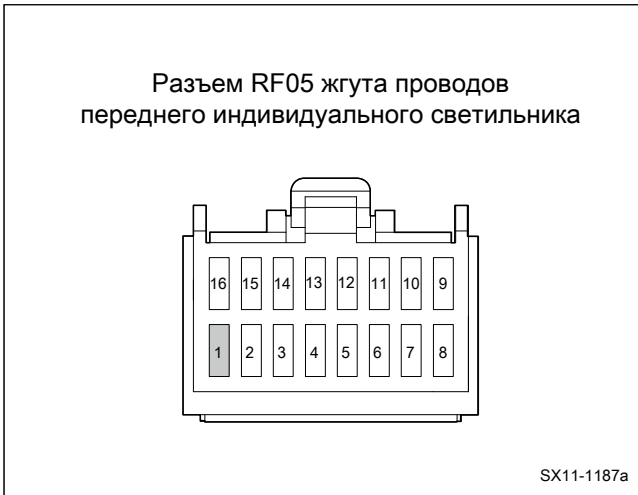 Разъем RF05 жгута проводов
переднего индивидуального светильника
16 15 14 13 12 11 10 9
1 2 3 4 5 6 7 8
SX11-1187a